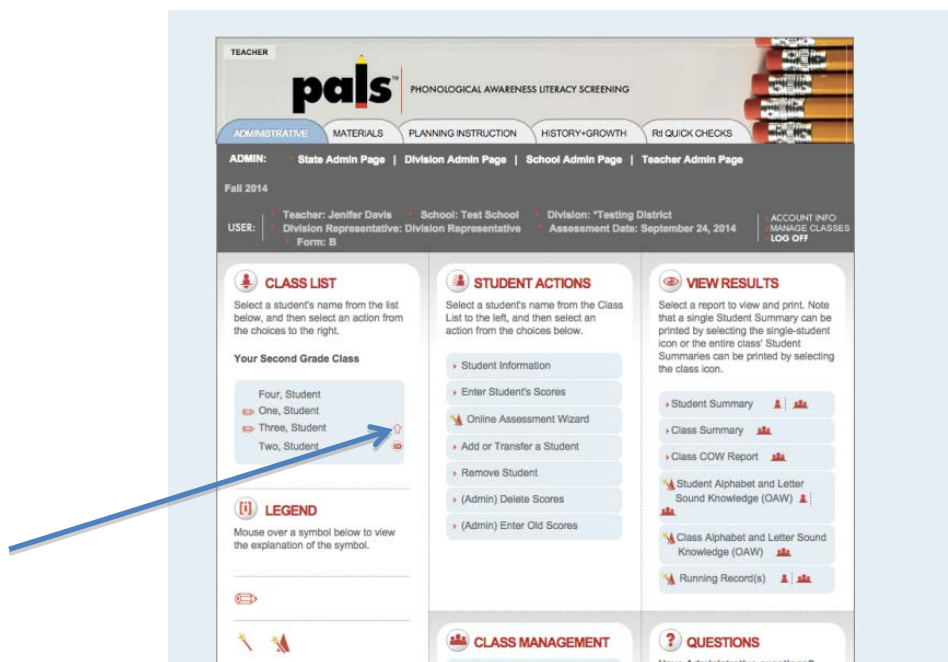 TEACHER
pals™
PHONOLOGICAL AWARENESS LITERACY SCREENING
ADMINISTRATIVE
MATERIALS
PLANNING INSTRUCTION
HISTORY+GROWTH
RtI QUICK CHECKS
ADMIN: State Admin Page | Division Admin Page | School Admin Page | Teacher Admin Page
Fall 2014
USER:
Teacher: Jenifer Davis School: Test School Division: *Testing District
Division Representative: Division Representative Assessment Date: September 24, 2014
Form: B
ACCOUNT INFO
MANAGE CLASSES
LOG OFF
CLASS LIST
Select a student's name from the list
below, and then select an action from
the choices to the right.
Your Second Grade Class
Four, Student
One, Student
Three, Student
Two, Student ID
[i] LEGEND
Mouse over a symbol below to view
the explanation of the symbol.
STUDENT ACTIONS
Select a student's name from the Class
List to the left, and then select an
action from the choices below.
Student Information
Enter Student's Scores
Online Assessment Wizard
Add or Transfer a Student
Remove Student
(Admin) Delete Scores
(Admin) Enter Old Scores
CLASS MANAGEMENT
VIEW RESULTS
Select a report to view and print. Note
that a single Student Summary can be
printed by selecting the single-student
icon or the entire class' Student
Summaries can be printed by selecting
the class icon.
Student Summary
Class Summary
Class COW Report
Student Alphabet and Letter
Sound Knowledge (OAW)
Class Alphabet and Letter Sound
Knowledge (OAW)
Running Record(s)
? QUESTIONS